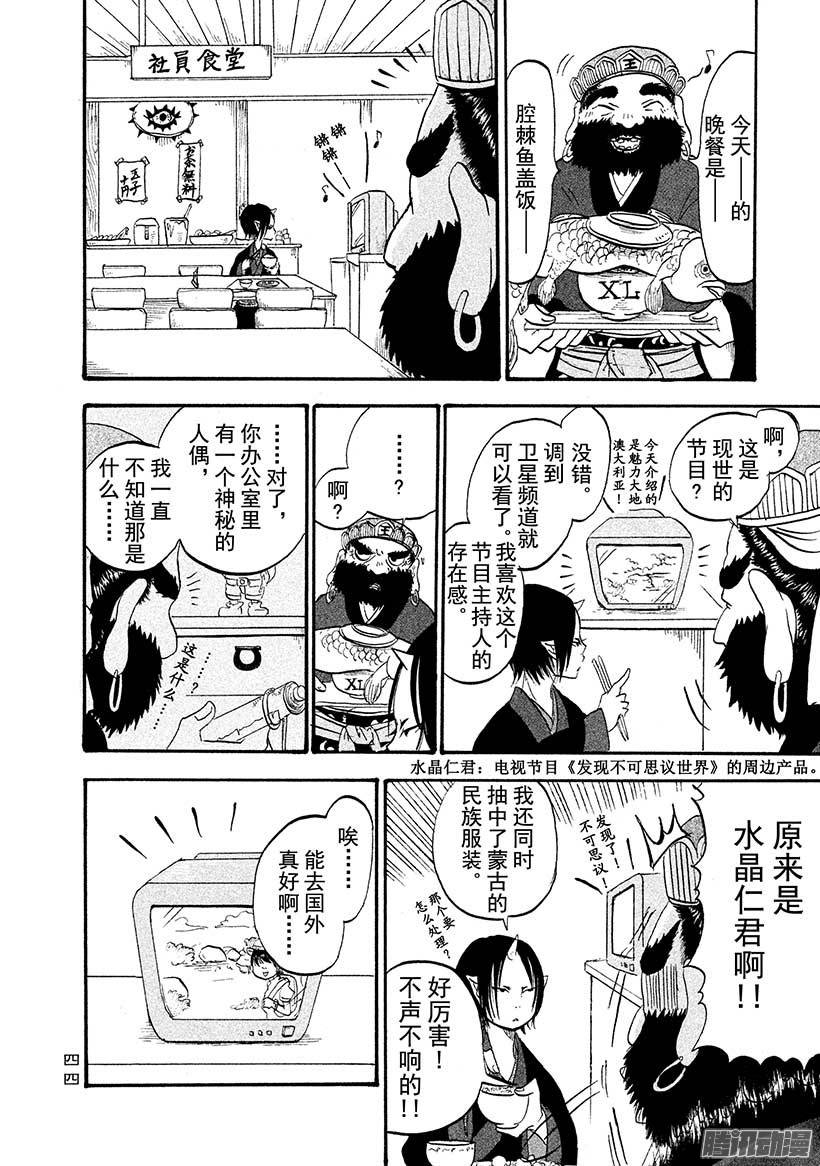 今天——的
晚餐是——
腔棘鱼盖饭
王
XL
社員食堂
お茶無料
玉子
十円
锵锵
锵锵
啊，
这是
现世的
节目？
今天介绍的
是魅力大地
澳大利亚！
没错。
调到
卫星频道就
可以看了。我喜欢这个
节目主持人的
存在感。
……？
啊？
王
XL
……对了，
你办公室里
有一个神秘的
人偶，
我一直
不知道那是
什么……
这是什么……？
水晶仁君：电视节目《发现不可思议世界》的周边产品。
原来是
水晶仁君啊!!
发现了！
不可思议！
我还同时
抽中了蒙古的
民族服装。
那个要
怎么处理？
好厉害！
不声不响的!!
唉……
能去国外
真好啊……
四四
腾讯动漫